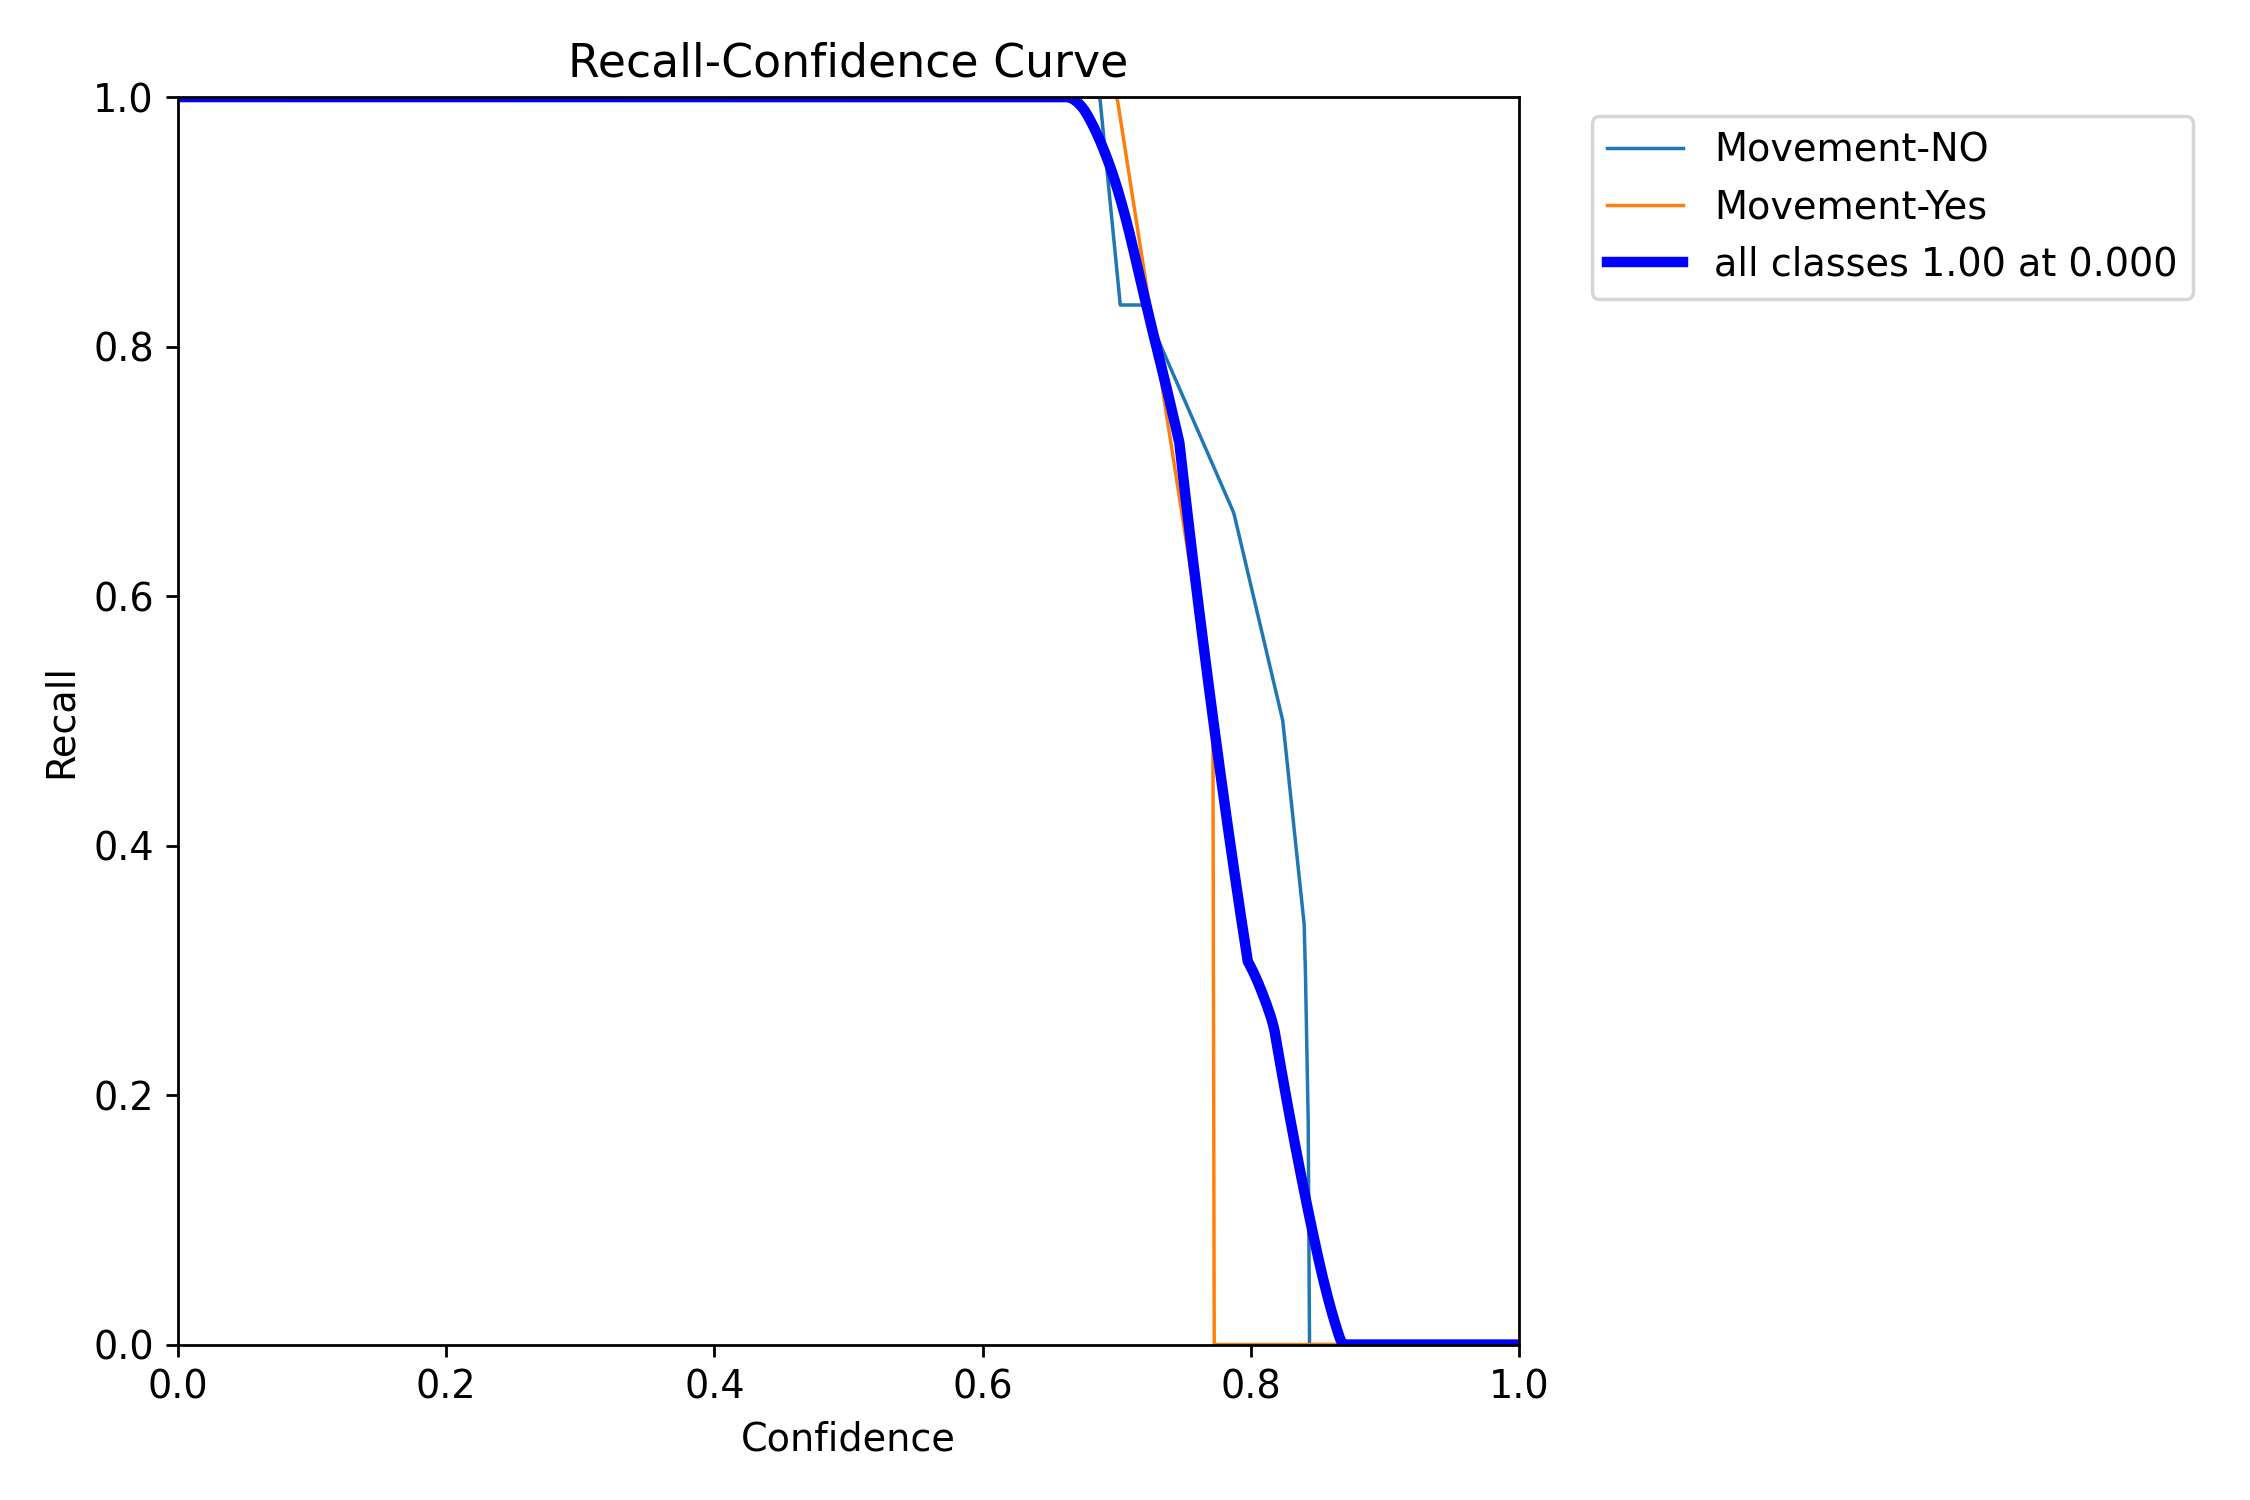 Recall-Confidence Curve
1.0
0.8
0.6
0.4
0.2
0.0
Recall
0.0 0.2 0.4 0.6 0.8 1.0
Confidence
Movement-NO
Movement-Yes
all classes 1.00 at 0.000